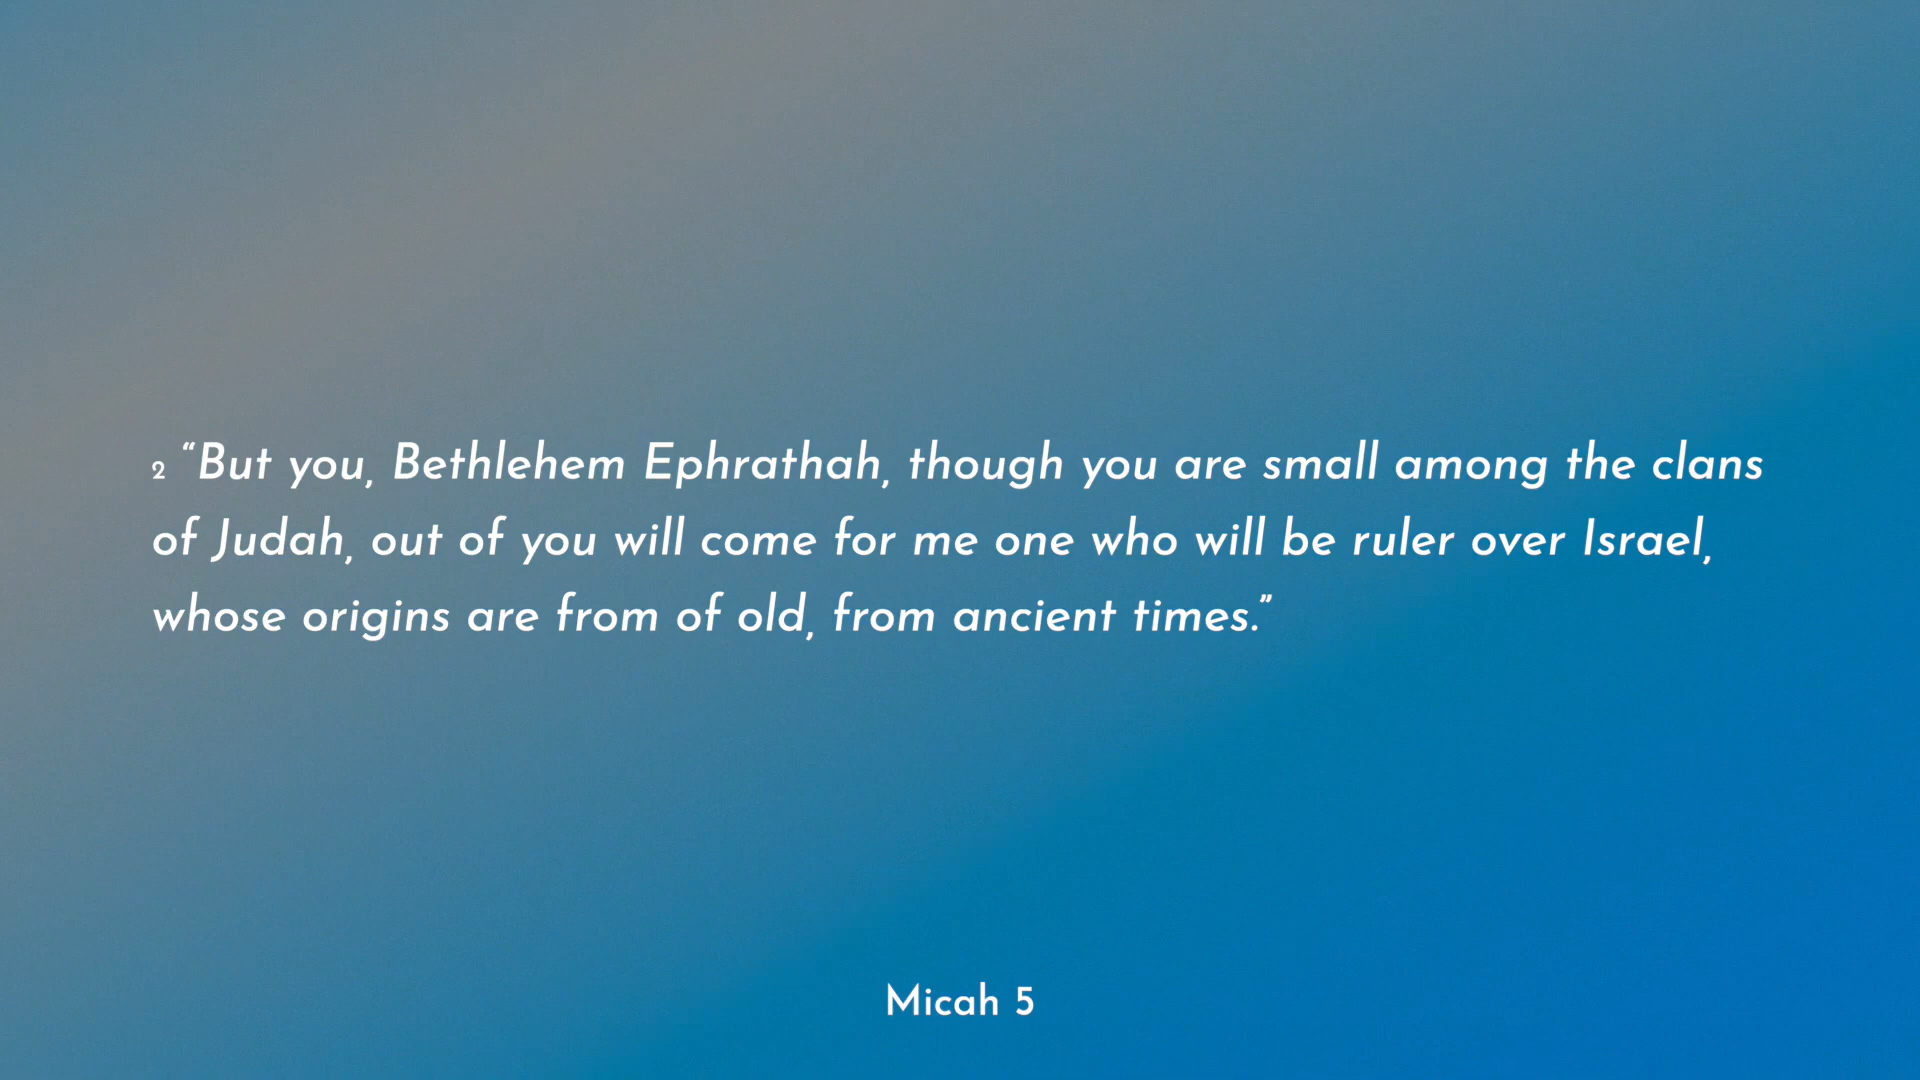 2 “But you, Bethlehem Ephrathah, though you are small among the clans
of Judah, out of you will come for me one who will be ruler over Israel,
whose origins are from of old, from ancient times.”
Micah 5